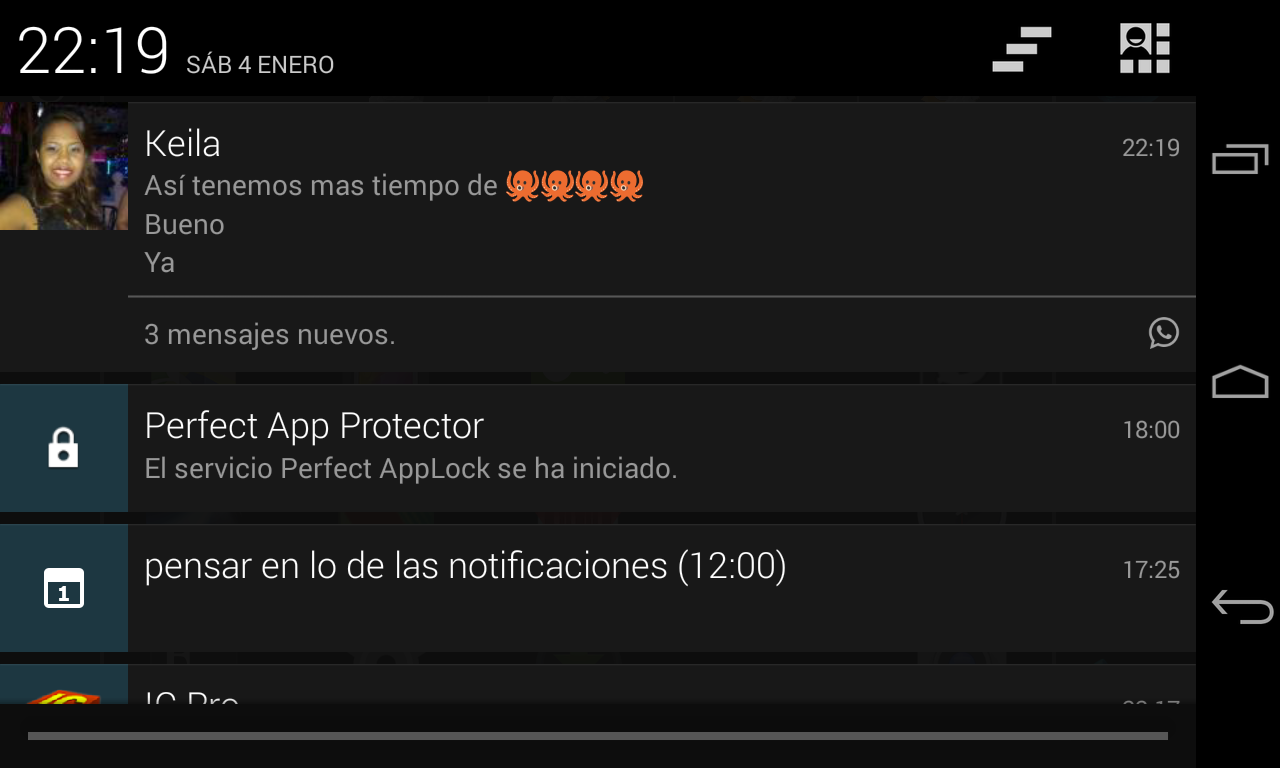 22:19 SÁB 4 ENERO
Keila 22:19
Así tenemos mas tiempo de 🐙🐙🐙🐙
Bueno
Ya
3 mensajes nuevos.
Perfect App Protector 18:00
El servicio Perfect AppLock se ha iniciado.
1
pensar en lo de las notificaciones (12:00) 17:25